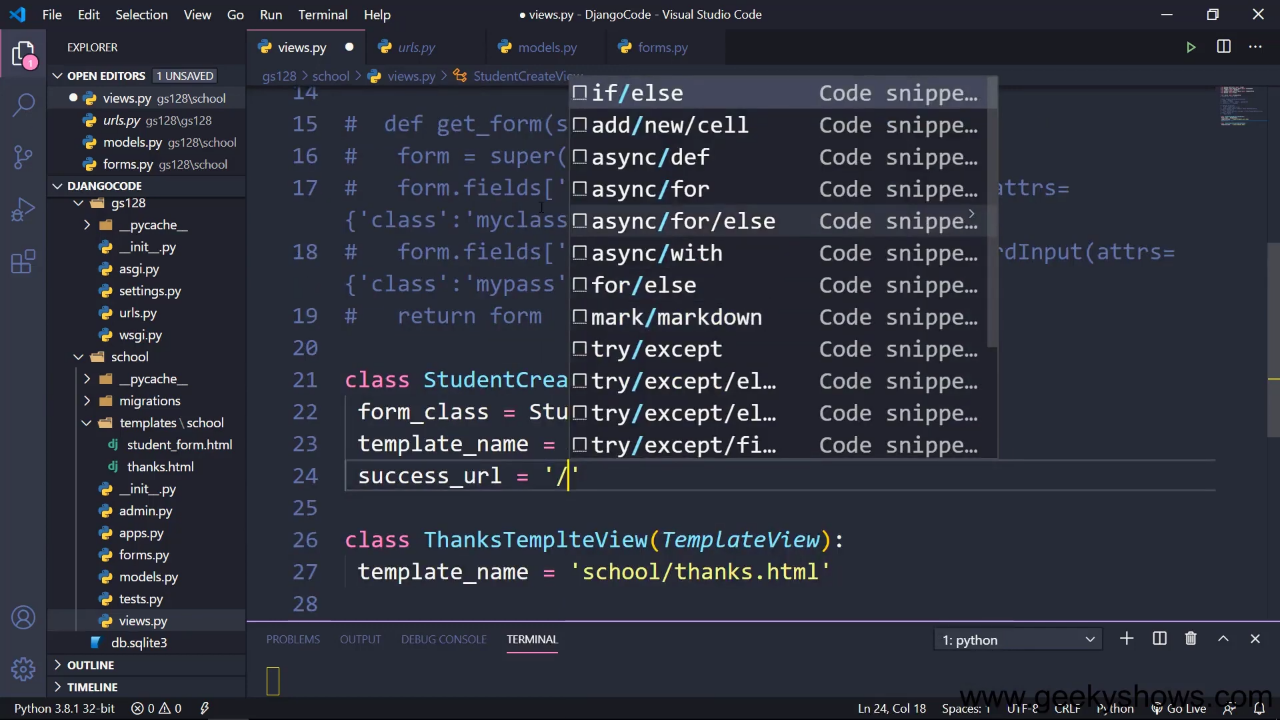 File Edit Selection View Go Run Terminal Help
● views.py - DjangoCode - Visual Studio Code
EXPLORER
OPEN EDITORS 1 UNSAVED
views.py gs128\school
urls.py gs128\gs128
models.py gs128\school
forms.py gs128\school
DJANGOCODE
gs128
__pycache__
__init__.py
asgi.py
settings.py
urls.py
wsgi.py
school
__pycache__
migrations
templates \ school
student_form.html
thanks.html
__init__.py
admin.py
apps.py
forms.py
models.py
tests.py
views.py
db.sqlite3
OUTLINE
TIMELINE
1
views.py urls.py models.py forms.py
gs128 > school > views.py > StudentCreateView
14
15 # def get_form(s
16 # form = super(
17 # form.fields[' attrs=
{'class':'myclass
18 # form.fields[' rdInput(attrs=
{'class':'mypass'
19 # return form
20
21 class StudentCrea
22 form_class = Stu
23 template_name =
24 success_url = '/'
25
26 class ThanksTemplteView(TemplateView):
27 template_name = 'school/thanks.html'
28
if/else Code snippe…
add/new/cell Code snippe…
async/def Code snippe…
async/for Code snippe…
async/for/else Code snippe…
async/with Code snippe…
for/else Code snippe…
mark/markdown Code snippe…
try/except Code snippe…
try/except/el… Code snippe…
try/except/el… Code snippe…
try/except/fi… Code snippe…
PROBLEMS OUTPUT DEBUG CONSOLE TERMINAL 1: python
www.geekyshows.com
Python 3.8.1 32-bit 0 0 Ln 24, Col 18 Spaces: 1 UTF-8 CRLF Python Go Live